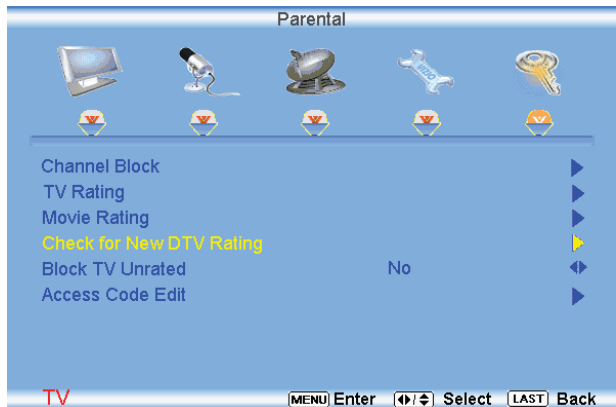 Parental
VIZIO
Channel Block
TV Rating
Movie Rating
Check for New DTV Rating
Block TV Unrated No
Access Code Edit
TV MENU Enter Select LAST Back